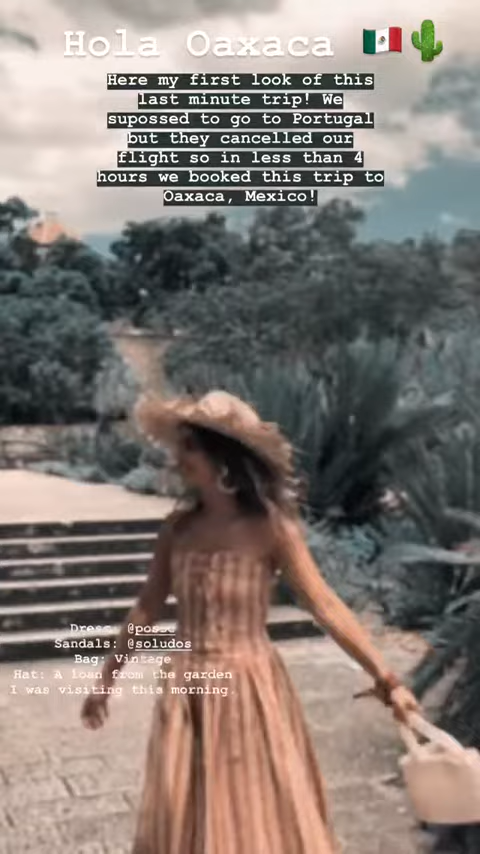 Hola Oaxaca 🇲🇽🌵
Here my first look of this
last minute trip! We
supossed to go to Portugal
but they cancelled our
flight so in less than 4
hours we booked this trip to
Oaxaca, Mexico!
Dress: @posse
Sandals: @soludos
Bag: Vintage
Hat: A loan from the garden
I was visiting this morning.